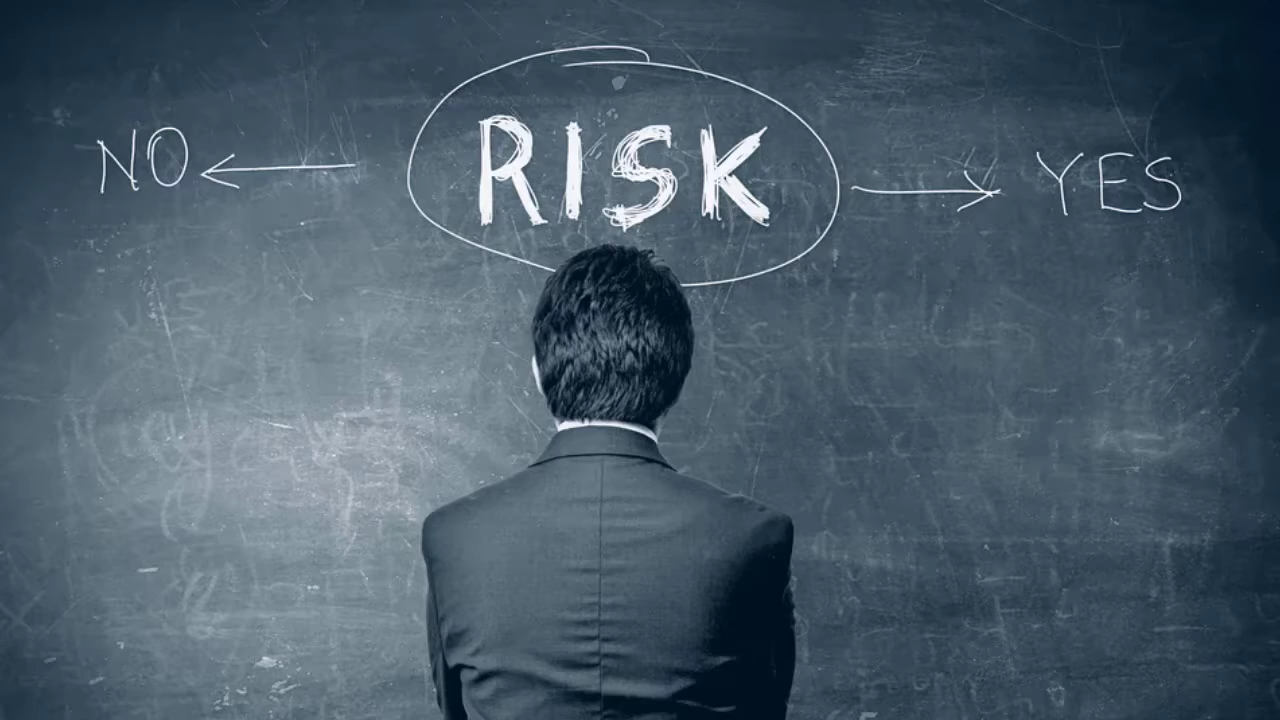 NO ← RISK → YES